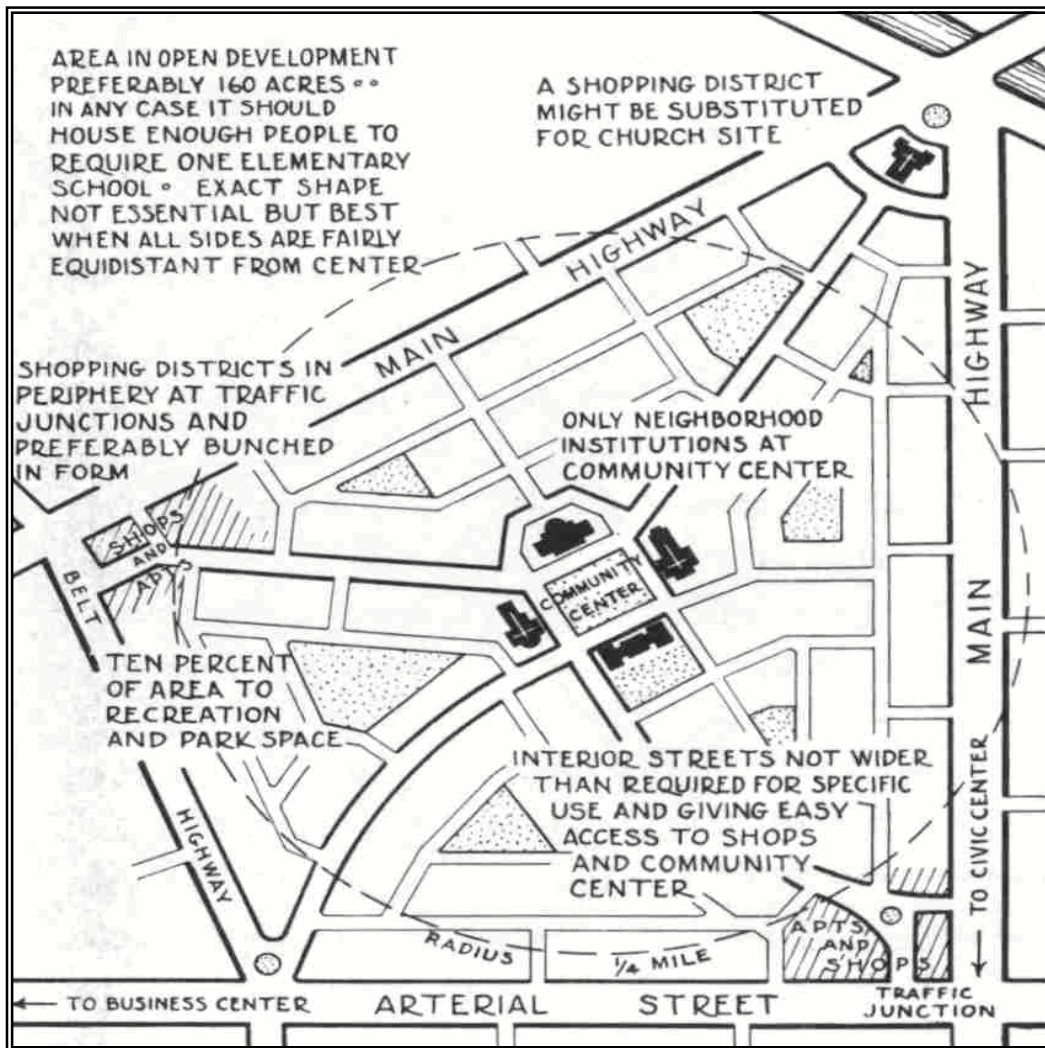 AREA IN OPEN DEVELOPMENT
PREFERABLY 160 ACRES
IN ANY CASE IT SHOULD
HOUSE ENOUGH PEOPLE TO
REQUIRE ONE ELEMENTARY
SCHOOL EXACT SHAPE
NOT ESSENTIAL BUT BEST
WHEN ALL SIDES ARE FAIRLY
EQUIDISTANT FROM CENTER
A SHOPPING DISTRICT
MIGHT BE SUBSTITUTED
FOR CHURCH SITE
MAIN HIGHWAY
HIGHWAY
MAIN
SHOPPING DISTRICTS IN
PERIPHERY AT TRAFFIC
JUNCTIONS AND
PREFERABLY BUNCHED
IN FORM
ONLY NEIGHBORHOOD
INSTITUTIONS AT
COMMUNITY CENTER
SHOPS
AND
APTS
BELT
HIGHWAY
COMMUNITY
CENTER
TEN PERCENT
OF AREA TO
RECREATION
AND PARK SPACE
INTERIOR STREETS NOT WIDER
THAN REQUIRED FOR SPECIFIC
USE AND GIVING EASY
ACCESS TO SHOPS
AND COMMUNITY
CENTER
TO CIVIC CENTER
RADIUS 1/4 MILE
APTS
AND
SHOPS
TO BUSINESS CENTER
ARTERIAL STREET
TRAFFIC
JUNCTION